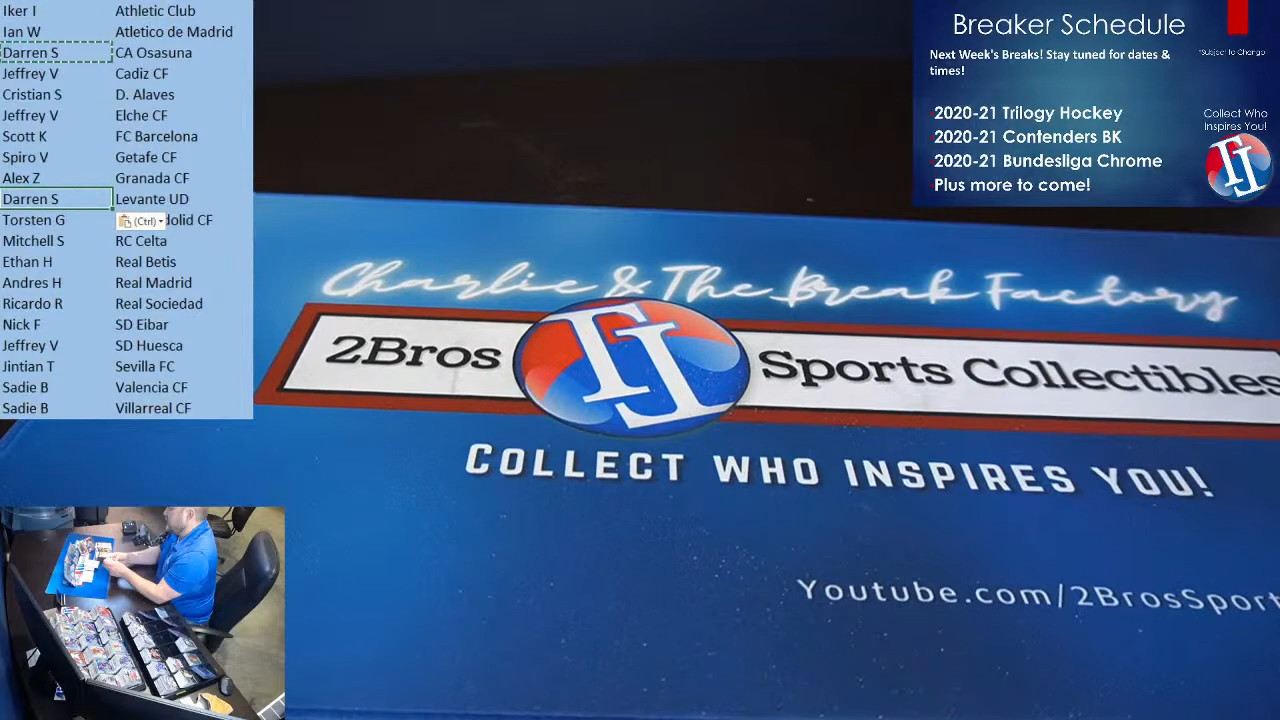 Iker I Athletic Club
Ian W Atletico de Madrid
Darren S CA Osasuna
Jeffrey V Cadiz CF
Cristian S D. Alaves
Jeffrey V Elche CF
Scott K FC Barcelona
Spiro V Getafe CF
Alex Z Granada CF
Darren S Levante UD
Torsten G (Ctrl) dolid CF
Mitchell S RC Celta
Ethan H Real Betis
Andres H Real Madrid
Ricardo R Real Sociedad
Nick F SD Eibar
Jeffrey V SD Huesca
Jintian T Sevilla FC
Sadie B Valencia CF
Sadie B Villarreal CF
Breaker Schedule
Next Week's Breaks! Stay tuned for dates &
times!
*Subject to Change
2020-21 Trilogy Hockey
2020-21 Contenders BK
2020-21 Bundesliga Chrome
Plus more to come!
Collect Who
Inspires You!
Charlie & The Break Factory
2Bros Sports Collectibles
COLLECT WHO INSPIRES YOU!
Youtube.com/2BrosSport